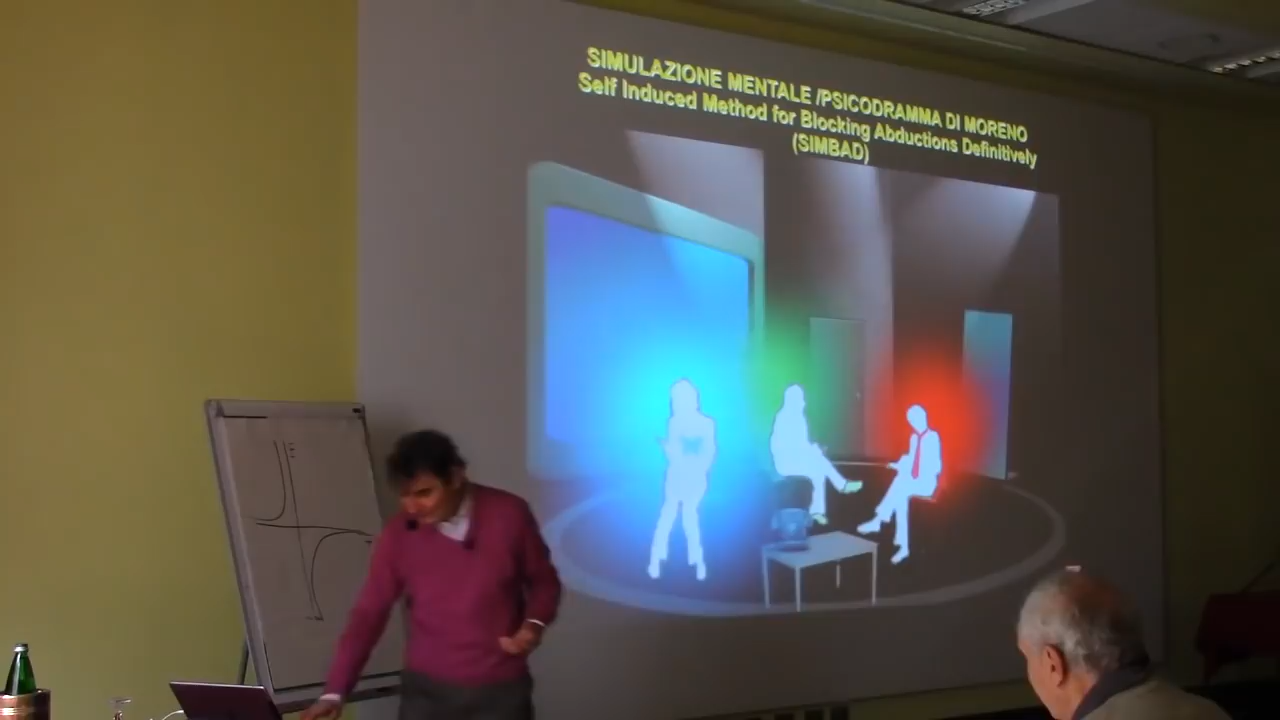 SIMULAZIONE MENTALE /PSICODRAMMA DI MORENO
Self Induced Method for Blocking Abductions Definitively
(SIMBAD)